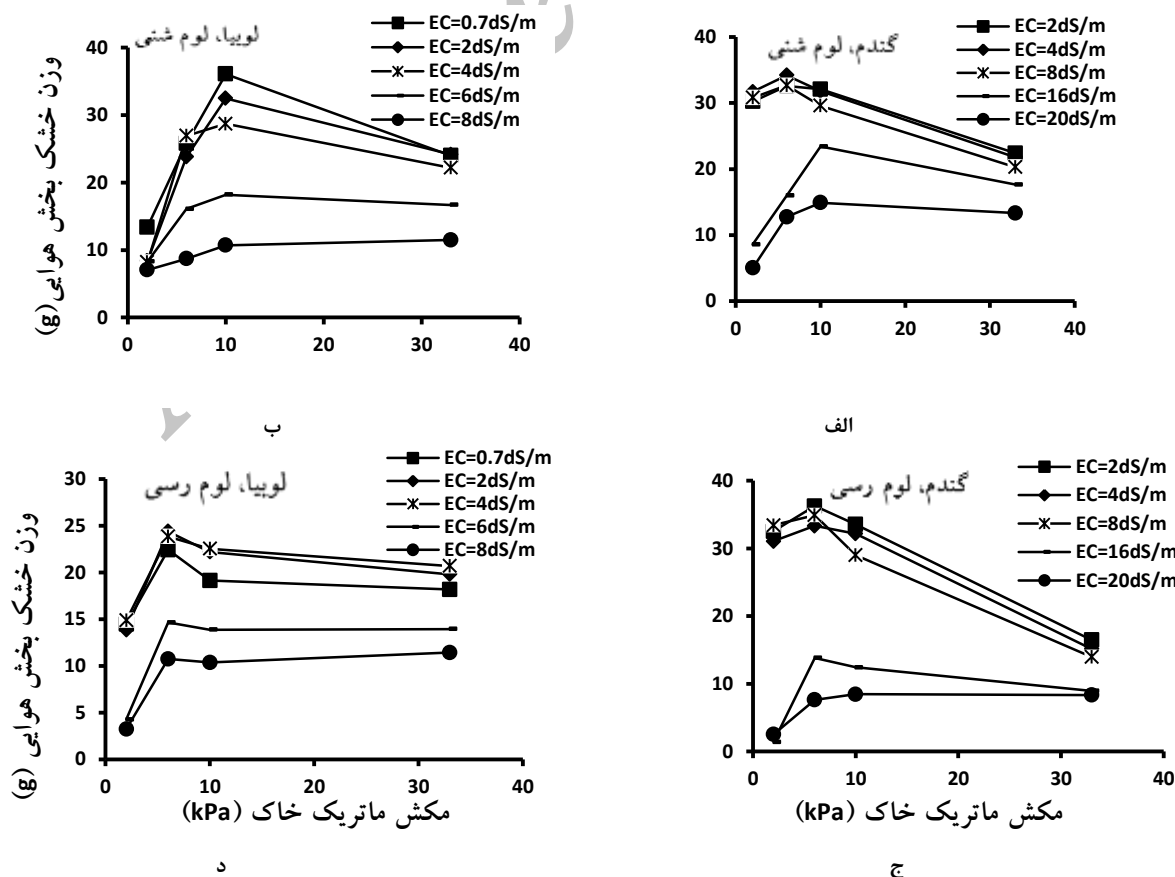 گندم، لوم شنی
EC=2dS/m
EC=4dS/m
EC=8dS/m
EC=16dS/m
EC=20dS/m
40
30
20
10
0
0 10 20 30 40
الف
لوبیا، لوم شنی
EC=0.7dS/m
EC=2dS/m
EC=4dS/m
EC=6dS/m
EC=8dS/m
وزن خشک بخش هوایی(g)
40
30
20
10
0
0 10 20 30 40
ب
گندم، لوم رسی
EC=2dS/m
EC=4dS/m
EC=8dS/m
EC=16dS/m
EC=20dS/m
40
30
20
10
0
0 10 20 30 40
مکش ماتریک خاک (kPa)
ج
لوبیا، لوم رسی
EC=0.7dS/m
EC=2dS/m
EC=4dS/m
EC=6dS/m
EC=8dS/m
وزن خشک بخش هوایی (g)
30
25
20
15
10
5
0
0 10 20 30 40
مکش ماتریک خاک (kPa)
د